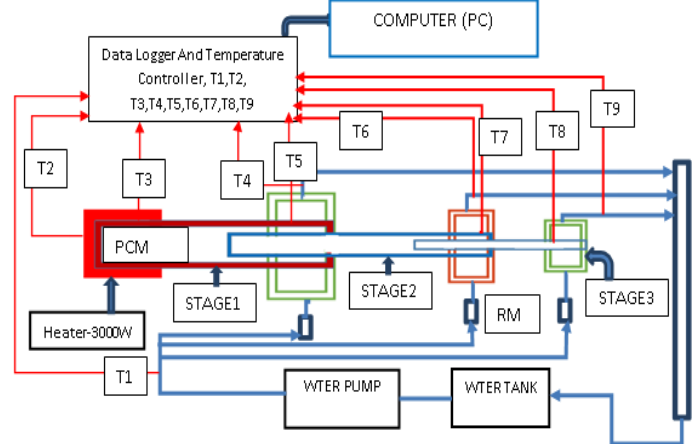 COMPUTER (PC)
Data Logger And Temperature
Controller, T1,T2,
T3,T4,T5,T6,T7,T8,T9
T9
T8
T7
T6
T5
T2
T3
T4
PCM
STAGE1
STAGE2
STAGE3
RM
Heater-3000W
T1
WTER PUMP
WTER TANK